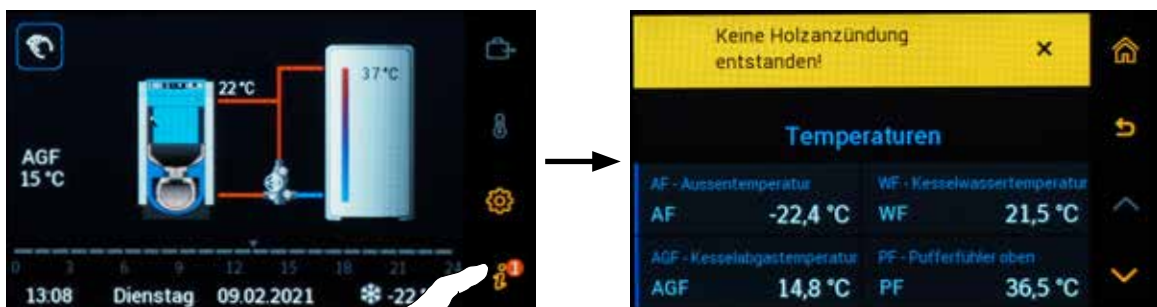 37°C
22°C
AGF
15 °C
0 3 6 9 12 15 18 21 24
13:08 Dienstag 09.02.2021 -22
1
Keine Holzanzündung
entstanden!
Temperaturen
AF - Aussentemperatur
AF -22,4 °C
WF - Kesselwassertemperatur
WF 21,5 °C
AGF - Kesselabgastemperatur
AGF 14,8 °C
PF - Pufferfühler oben
PF 36,5 °C